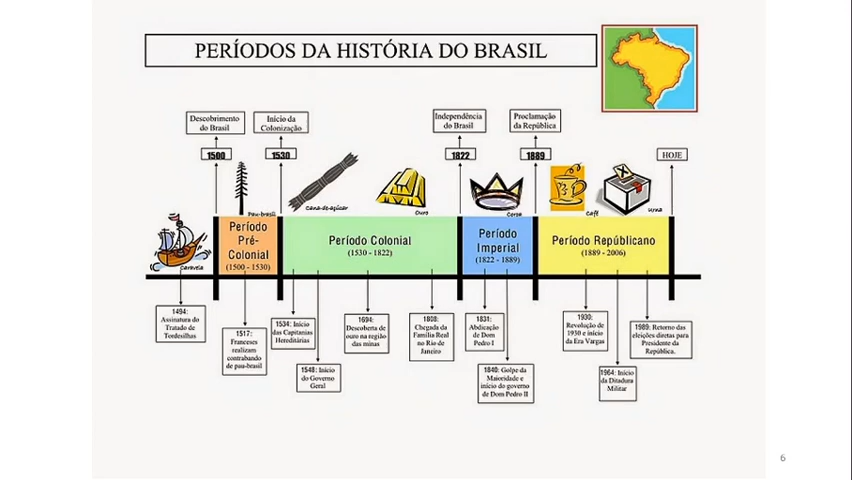 PERÍODOS DA HISTÓRIA DO BRASIL
Descobrimento
do Brasil
Início da
Colonização
Independência
do Brasil
Proclamação
da República
1500
1530
1822
1889
HOJE
Pau-brasil
Cana-de-açúcar
Ouro
Coroa
Café
Urna
Caravela
Período
Pré-
Colonial
(1500 - 1530)
Período Colonial
(1530 - 1822)
Período
Imperial
(1822 - 1889)
Período Républicano
(1889 - 2006)
1494:
Assinatura do
Tratado de
Tordesilhas
1517:
Franceses
realizam
contrabando
de pau-brasil
1534: Início
das Capitanias
Hereditárias
1548: Início
do Governo
Geral
1694:
Descoberta de
ouro na região
das minas
1808:
Chegada da
Família Real
no Rio de
Janeiro
1831:
Abdicação
de Dom
Pedro I
1840: Golpe da
Maioridade e
início do governo
de Dom Pedro II
1930:
Revolução de
1930 e início
da Era Vargas
1964: Início
da Ditadura
Militar
1989: Retorno das
eleições diretas para
Presidente da
República.
6